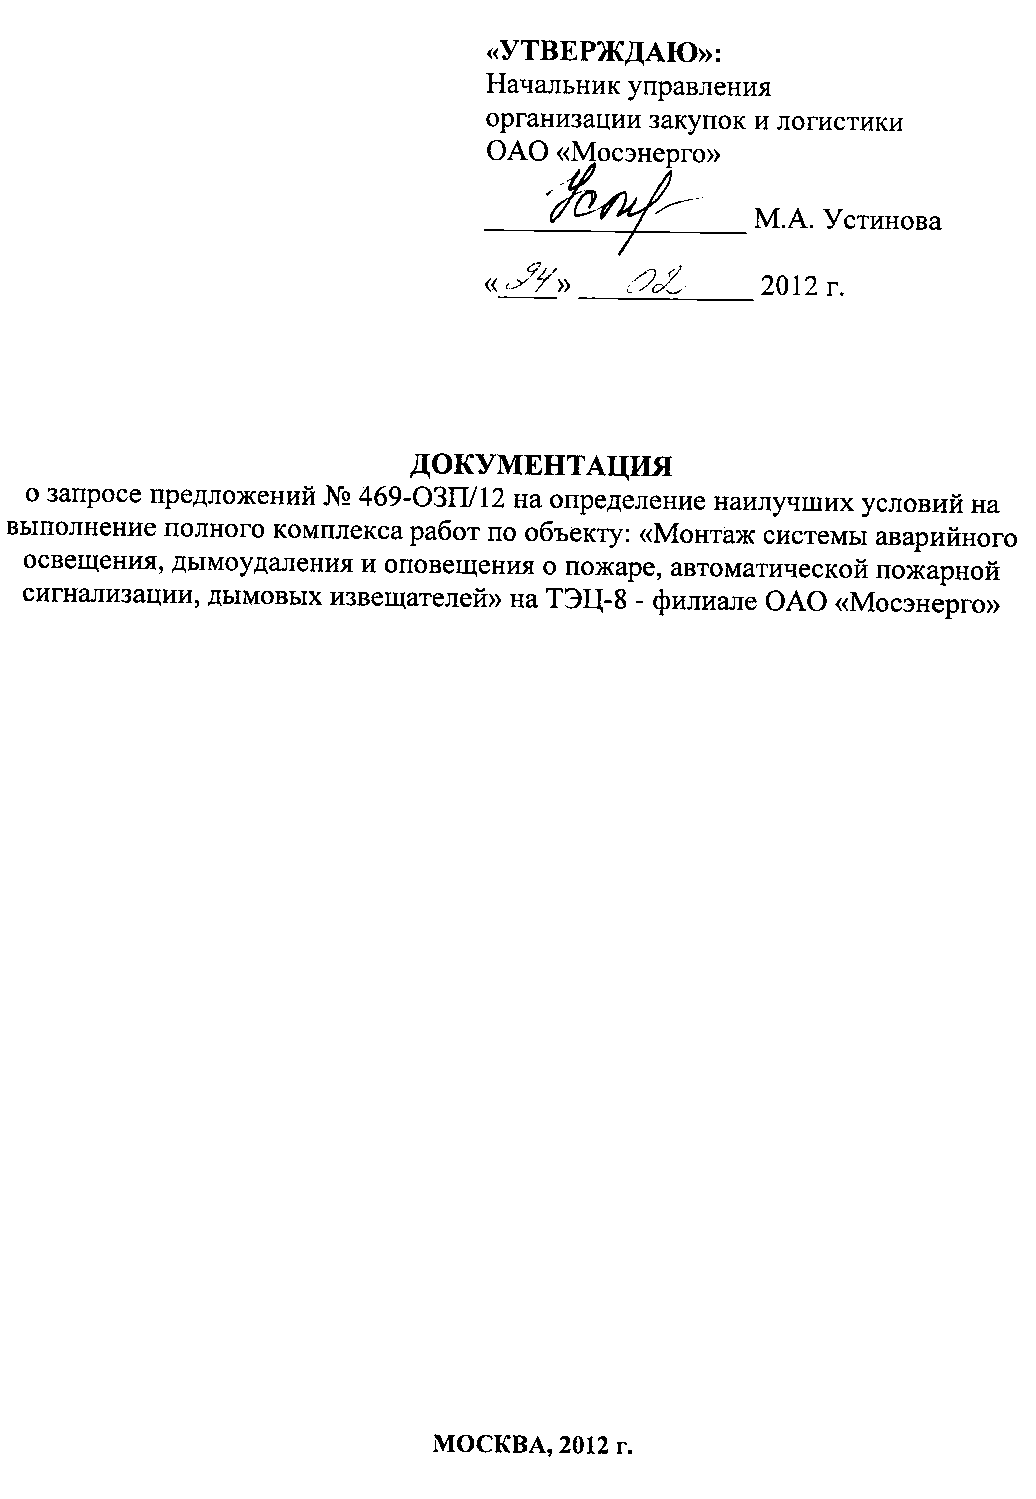 «УТВЕРЖДАЮ»:
Начальник управления
организации закупок и логистики
ОАО «Мосэнерго»
М.А. Устинова
« » 02 2012 г.
ДОКУМЕНТАЦИЯ
о запросе предложений № 469-ОЗП/12 на определение наилучших условий на
выполнение полного комплекса работ по объекту: «Монтаж системы аварийного
освещения, дымоудаления и оповещения о пожаре, автоматической пожарной
сигнализации, дымовых извещателей» на ТЭЦ-8 - филиале ОАО «Мосэнерго»
МОСКВА, 2012 г.